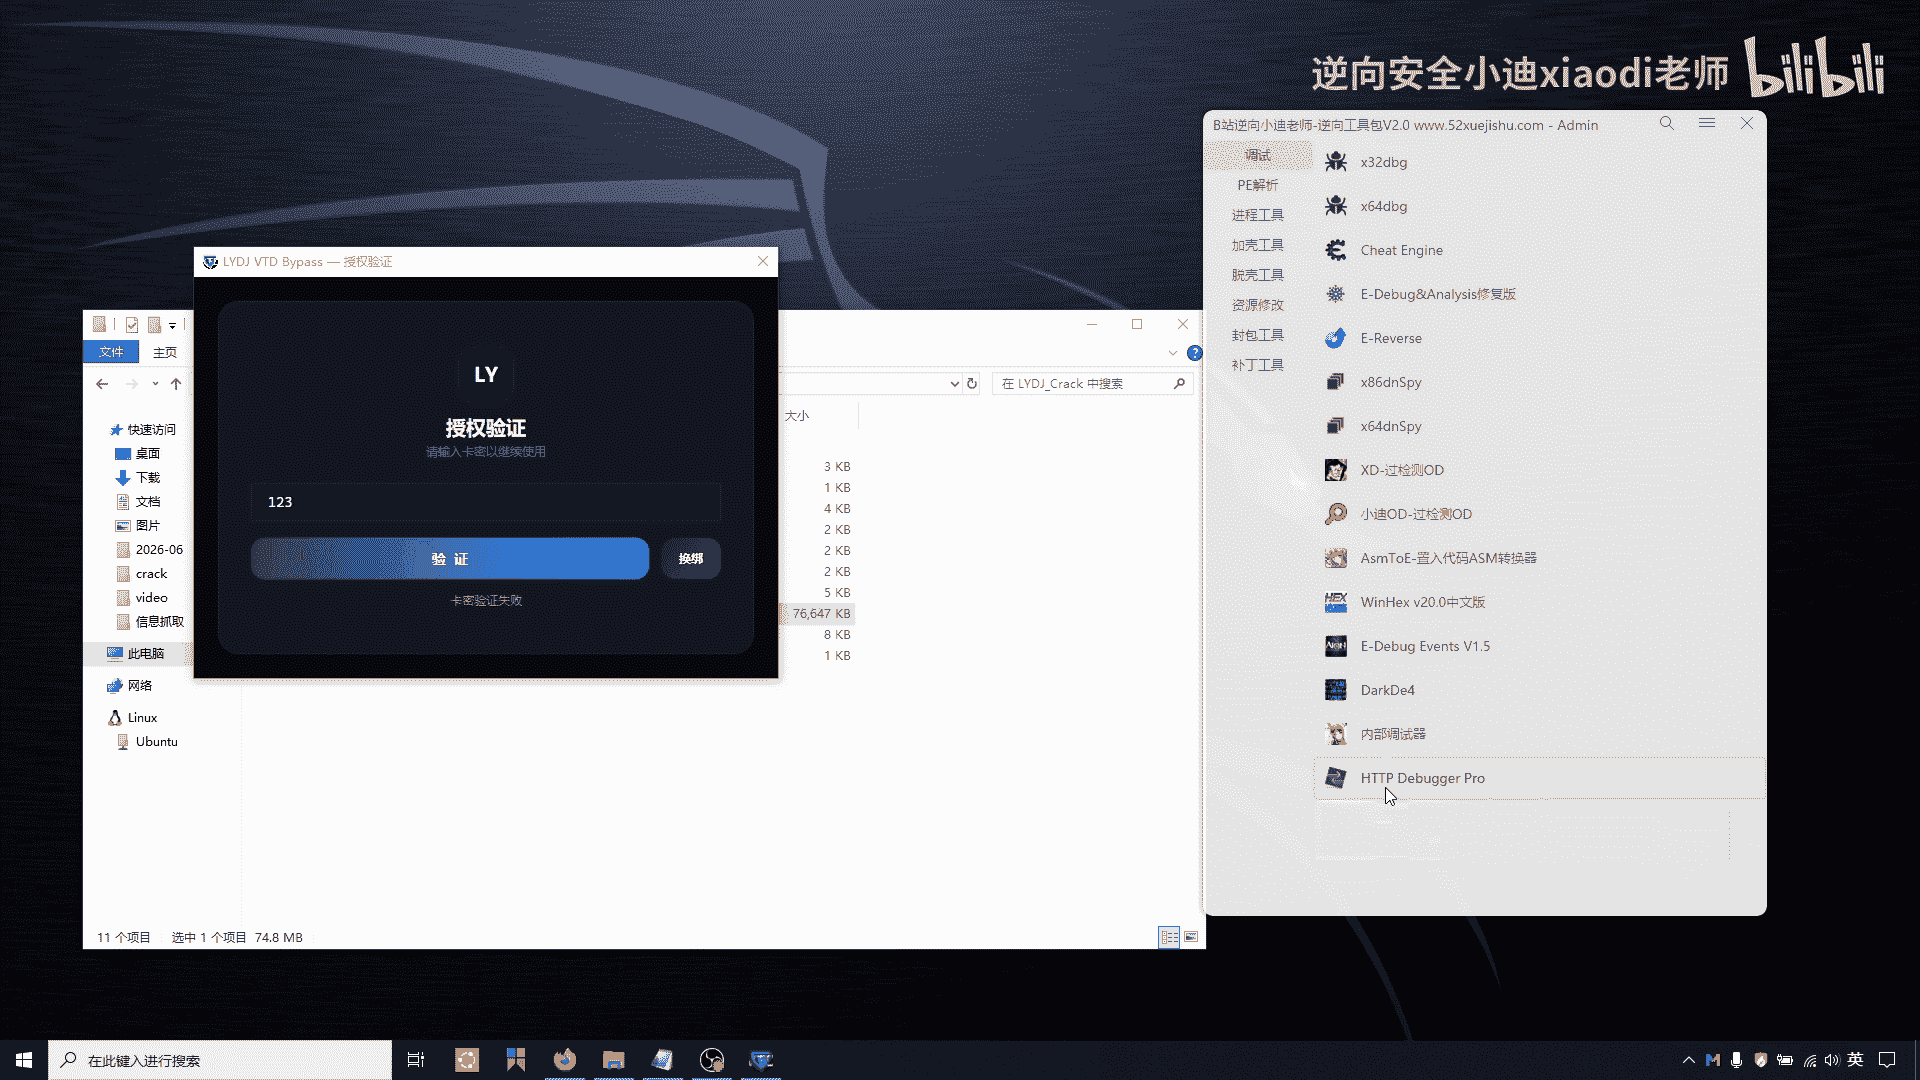 逆向安全小迪xiaodi老师 bilibili
B站逆向小迪老师-逆向工具包V2.0 www.52xuejishu.com - Admin
调试
PE解析
进程工具
加壳工具
脱壳工具
资源修改
封包工具
补丁工具
x32dbg
x64dbg
Cheat Engine
E-Debug&Analysis修复版
E-Reverse
x86dnSpy
x64dnSpy
XD-过检测OD
小迪OD-过检测OD
AsmToE-置入代码ASM转换器
WinHex v20.0中文版
E-Debug Events V1.5
DarkDe4
内部调试器
HTTP Debugger Pro
LYDJ VTD Bypass — 授权验证
LY
授权验证
请输入卡密以继续使用
123
验 证
换绑
卡密验证失败
文件
主页
在 LYDJ_Crack 中搜索
大小
快速访问
桌面
下载
文档
图片
2026-06
crack
video
信息抓取
此电脑
网络
Linux
Ubuntu
3 KB
1 KB
4 KB
2 KB
2 KB
2 KB
5 KB
76,647 KB
8 KB
1 KB
11 个项目
选中 1 个项目 74.8 MB
在此键入进行搜索
英